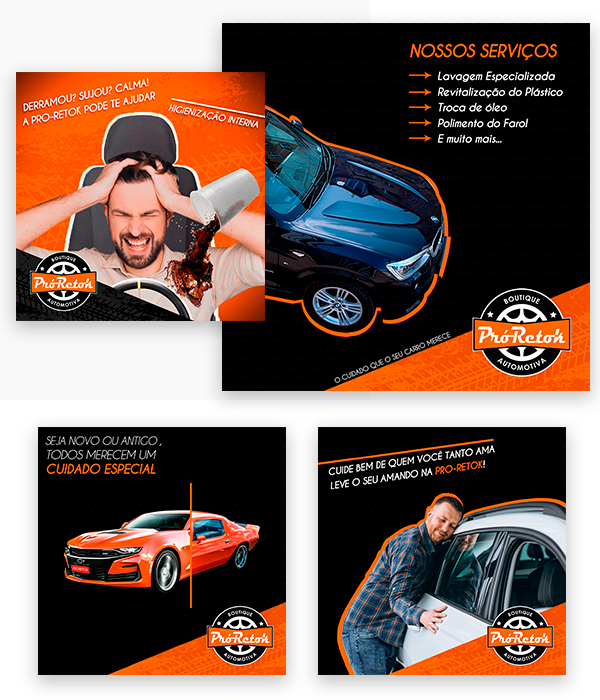 DERRAMOU? SUJOU? CALMA!
A PRO-RETOK PODE TE AJUDAR
HIGIENIZAÇÃO INTERNA
BOUTIQUE
PróRetok
AUTOMOTIVA
NOSSOS SERVIÇOS
Lavagem Especializada
Revitalização do Plástico
Troca de óleo
Polimento do Farol
E muito mais...
O CUIDADO QUE O SEU CARRO MERECE
BOUTIQUE
PróRetok
AUTOMOTIVA
SEJA NOVO OU ANTIGO ,
TODOS MERECEM UM
CUIDADO ESPECIAL
PRORETOK
BOUTIQUE
PróRetok
AUTOMOTIVA
CUIDE BEM DE QUEM VOCÊ TANTO AMA
LEVE O SEU AMANDO NA PRO-RETOK!
BOUTIQUE
PróRetok
AUTOMOTIVA